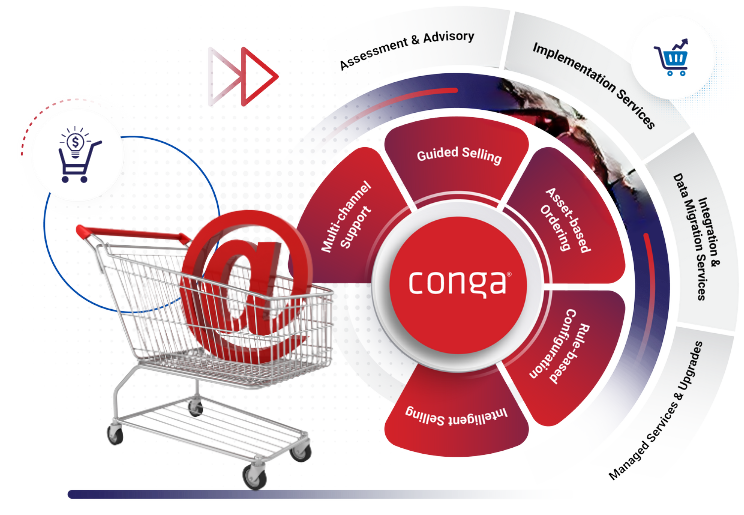 Assessment & Advisory
Implementation Services
Integration &
Data Migration Services
Managed Services & Upgrades
Multi-channel
Support
Guided Selling
Asset-based
Ordering
Rule-based
Configuration
Intelligent Selling
conga®
@
$